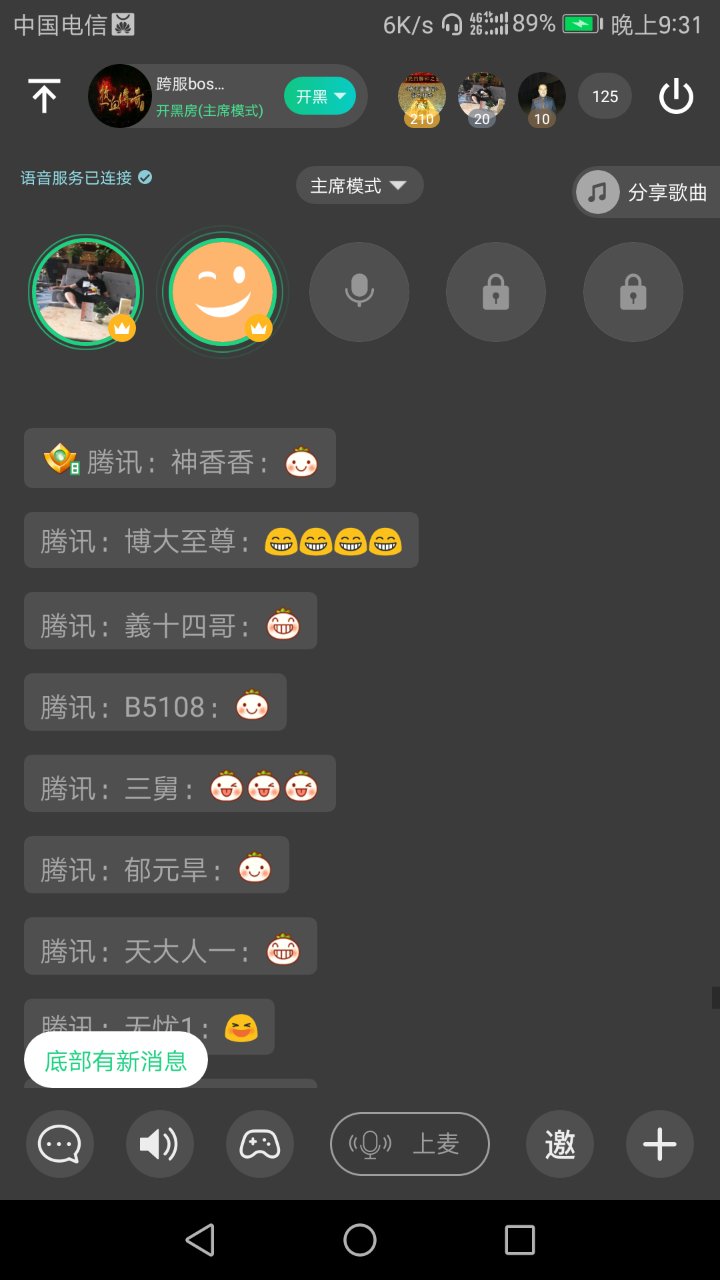 中国电信 6K/s 4G 2G 89% 晚上9:31
跨服bos...
开黑房(主席模式)
开黑
210
20
10
125
语音服务已连接
主席模式
分享歌曲
腾讯：神香香：
腾讯：博大至尊：
腾讯：義十四哥：
腾讯：B5108：
腾讯：三舅：
腾讯：郁元旱：
腾讯：天大人一：
腾讯：无忧1：
底部有新消息
上麦
邀